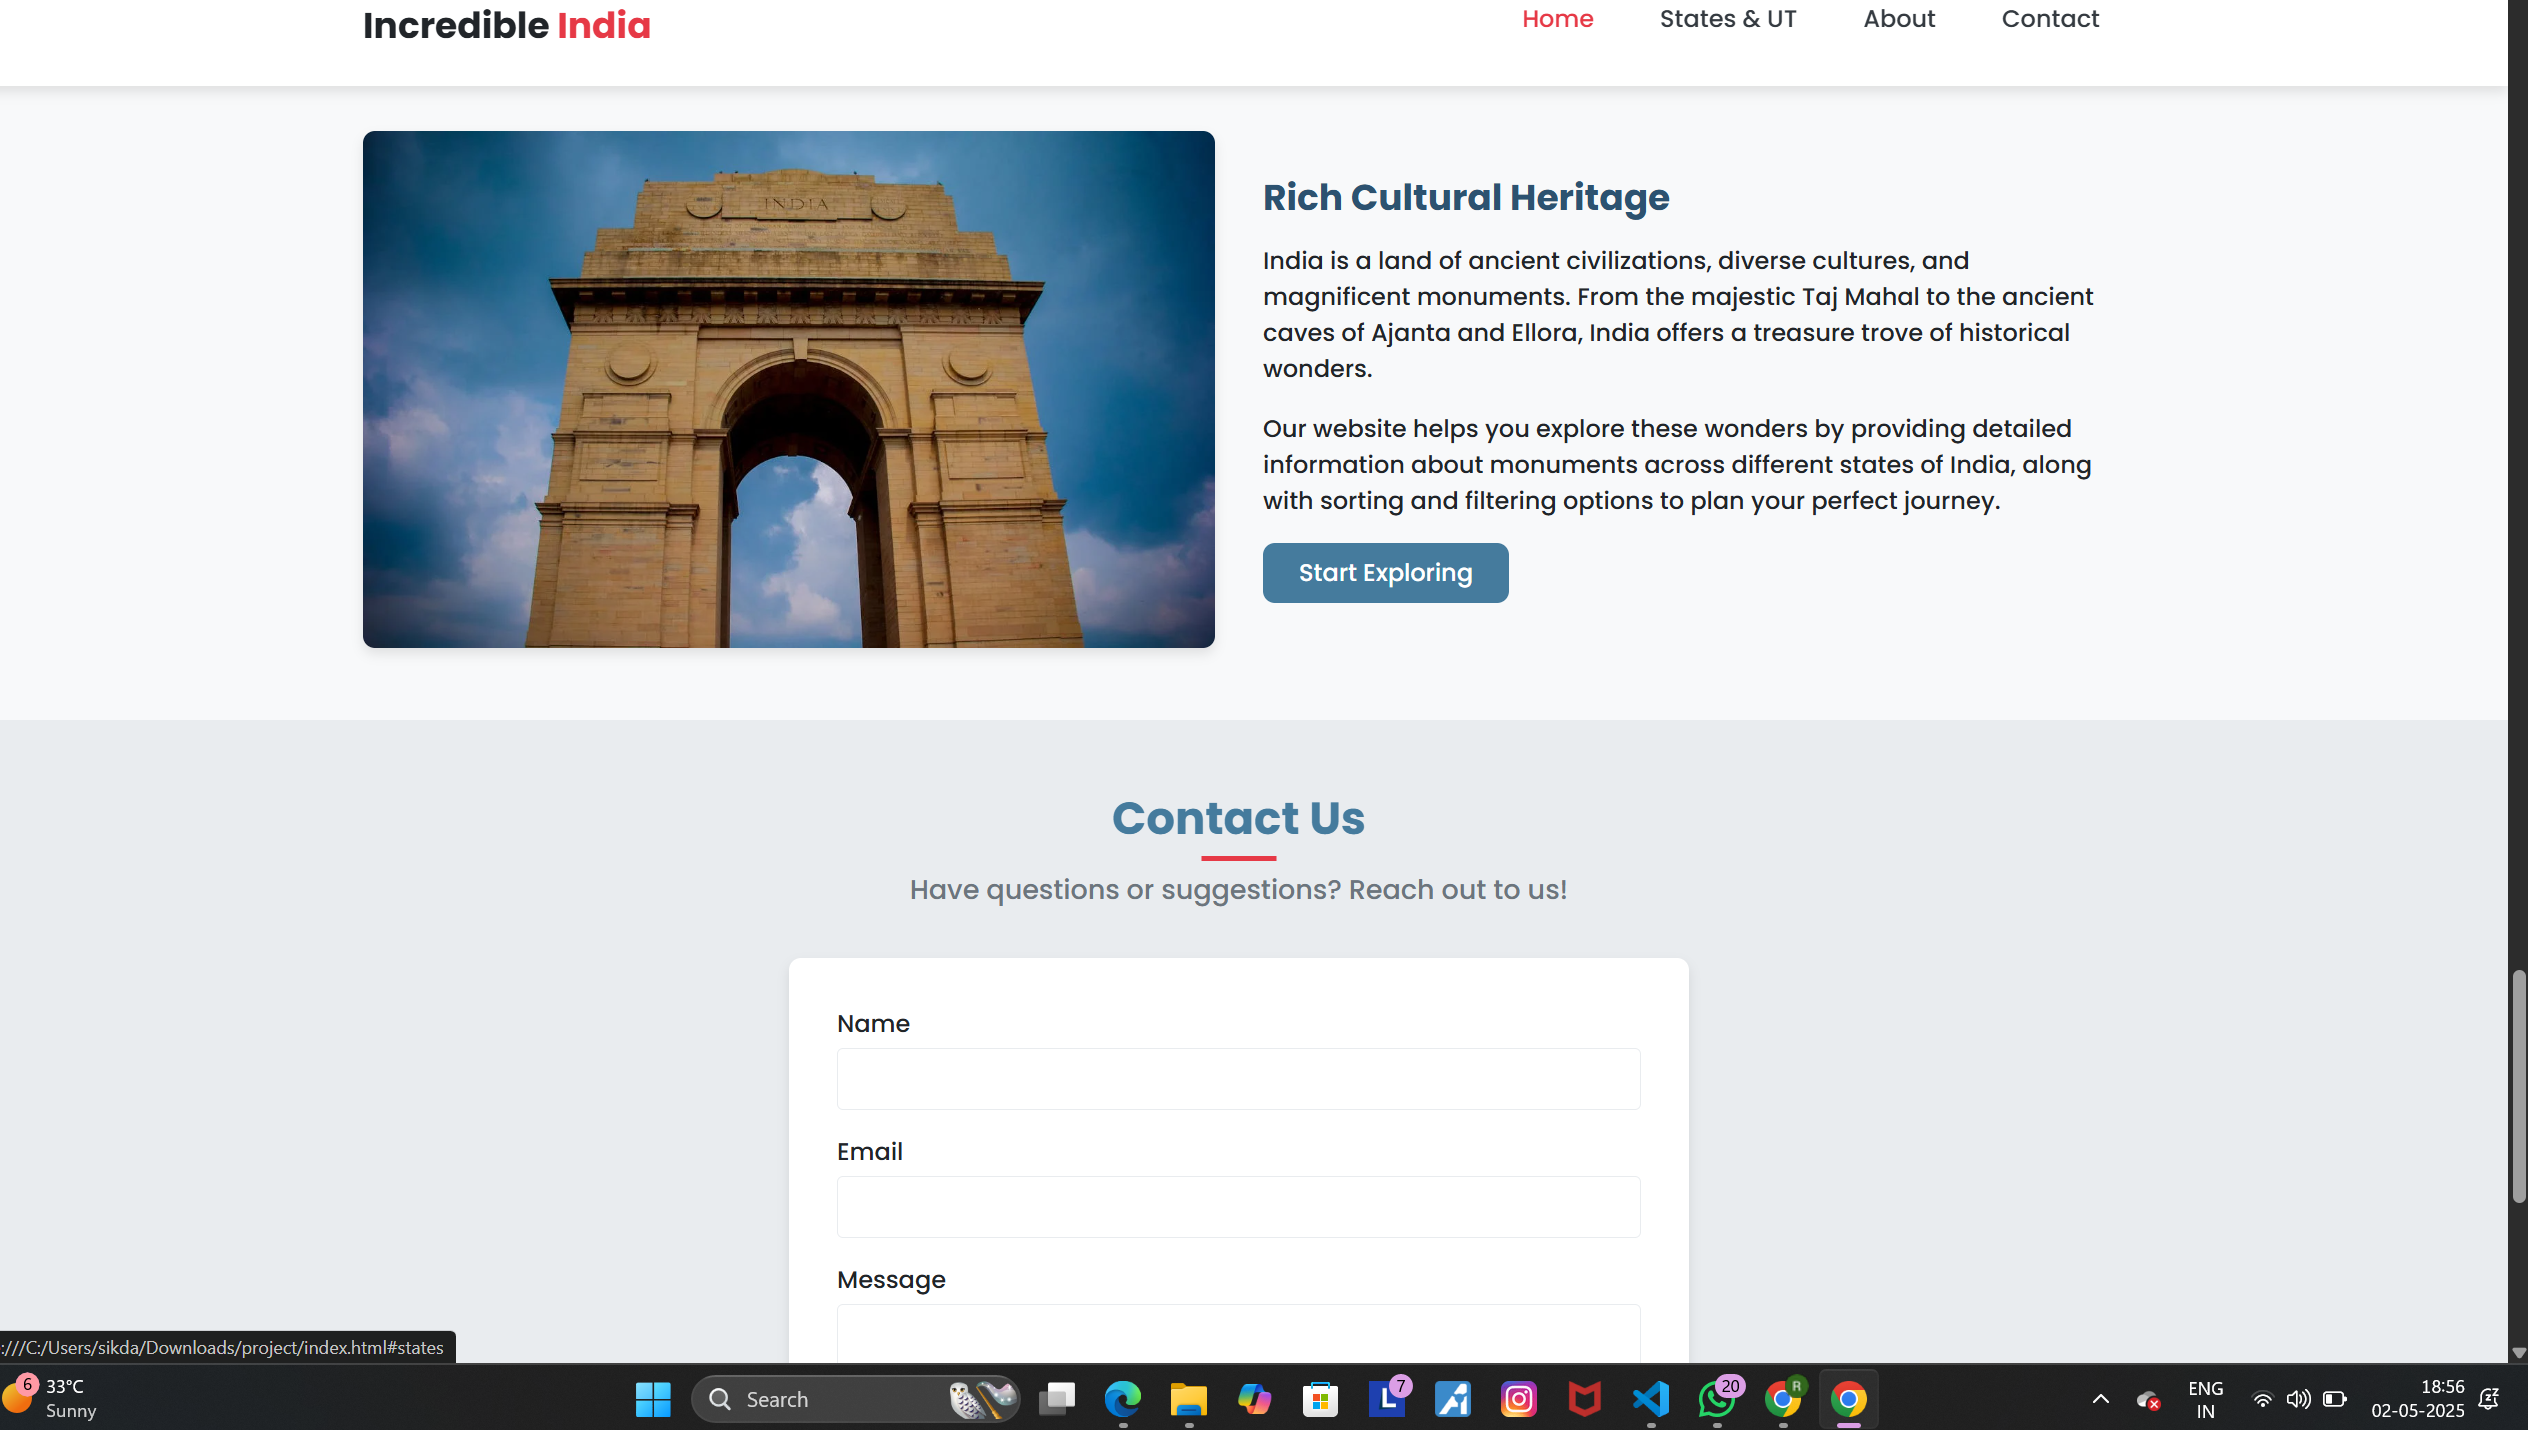 Incredible India
Home
States & UT
About
Contact
INDIA
Rich Cultural Heritage
India is a land of ancient civilizations, diverse cultures, and
magnificent monuments. From the majestic Taj Mahal to the ancient
caves of Ajanta and Ellora, India offers a treasure trove of historical
wonders.
Our website helps you explore these wonders by providing detailed
information about monuments across different states of India, along
with sorting and filtering options to plan your perfect journey.
Start Exploring
Contact Us
Have questions or suggestions? Reach out to us!
Name
Email
Message
:///C:/Users/sikda/Downloads/project/index.html#states
6
33°C
Sunny
Search
L
7
20
R
ENG
IN
18:56
02-05-2025